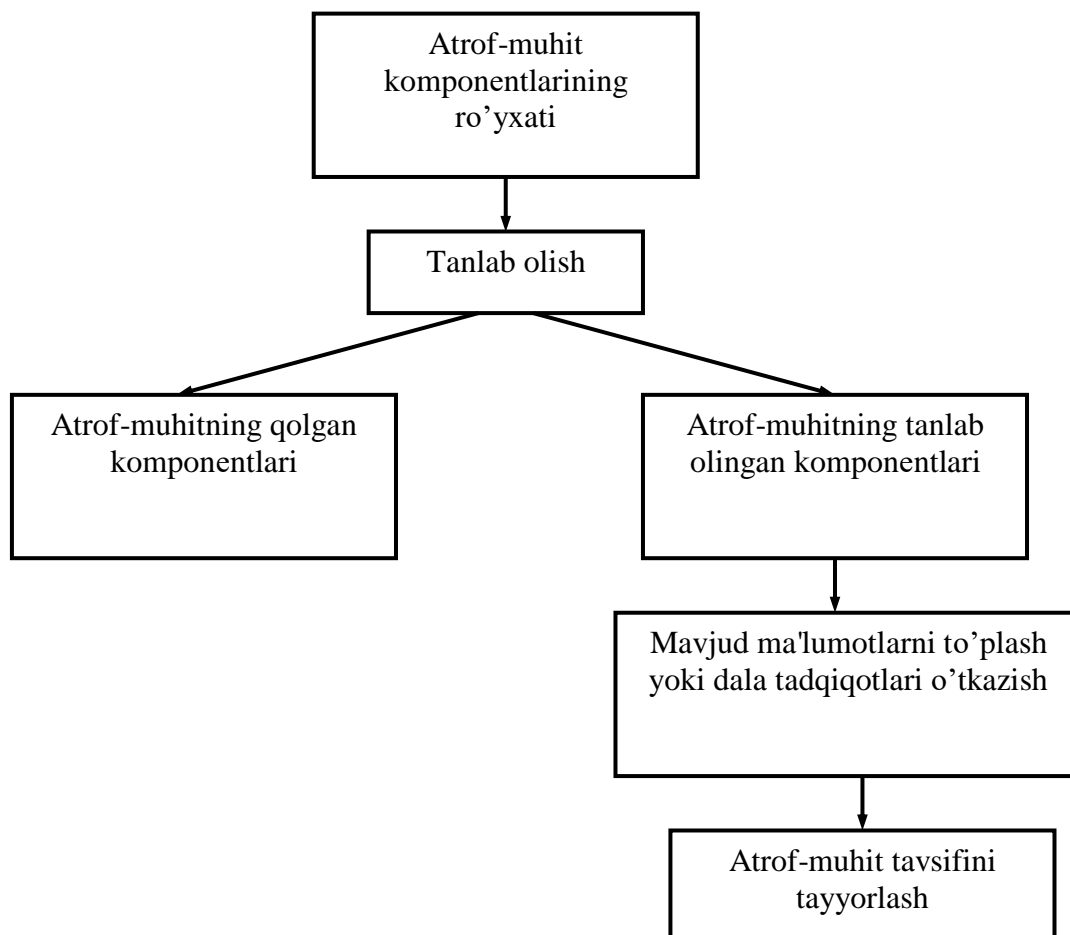 Atrof-muhit
komponentlarining
ro’yxati
Tanlab olish
Atrof-muhitning qolgan
komponentlari
Atrof-muhitning tanlab
olingan komponentlari
Mavjud ma'lumotlarni to’plash
yoki dala tadqiqotlari o’tkazish
Atrof-muhit tavsifini
tayyorlash